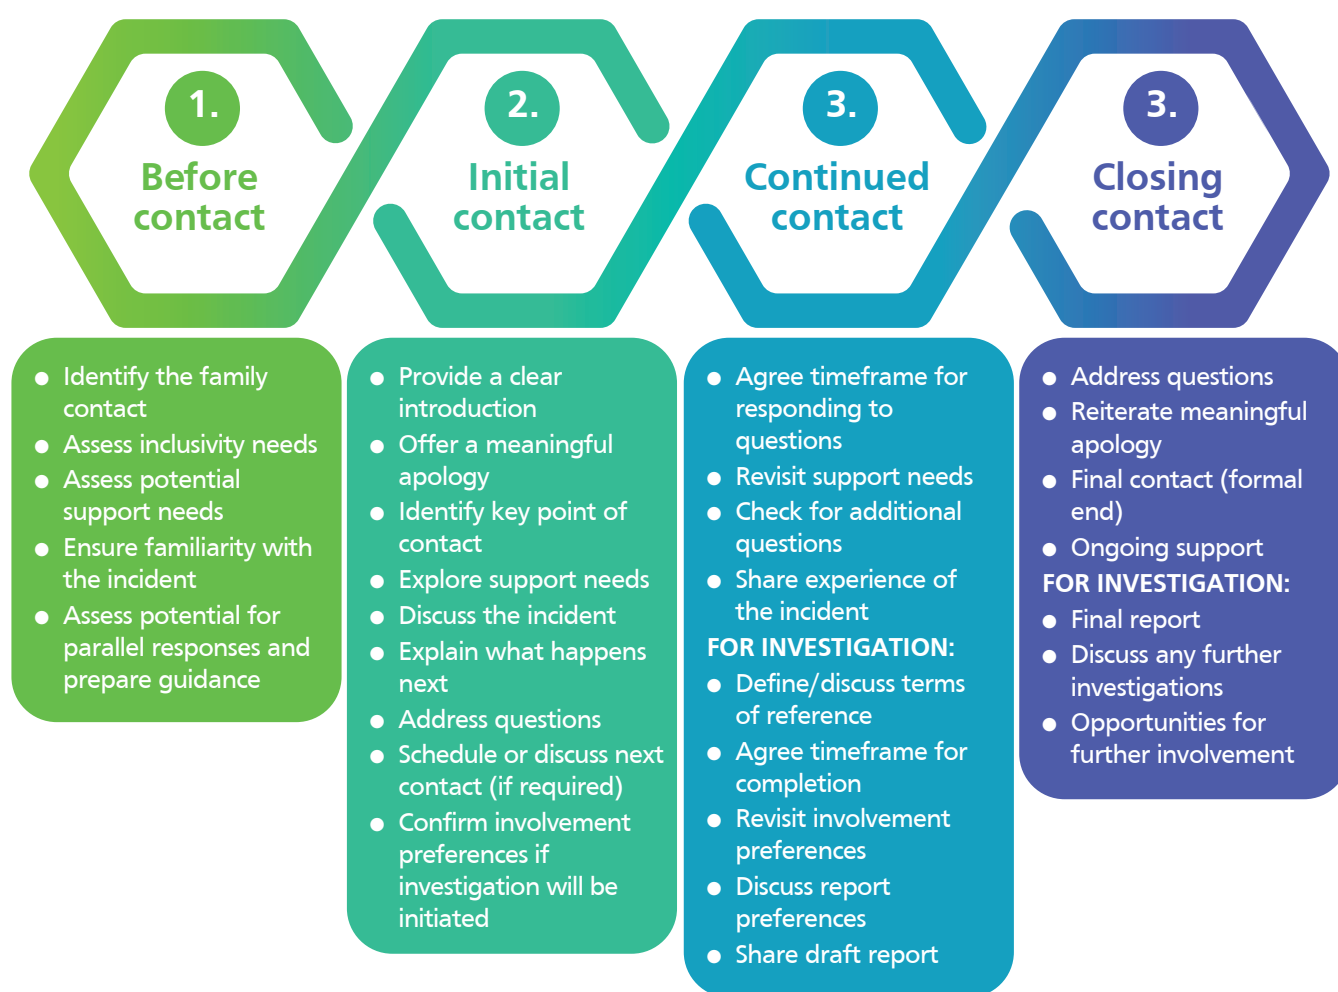 1.
Before
contact
● Identify the family
contact
● Assess inclusivity needs
● Assess potential
support needs
● Ensure familiarity with
the incident
● Assess potential for
parallel responses and
prepare guidance
2.
Initial
contact
● Provide a clear
introduction
● Offer a meaningful
apology
● Identify key point of
contact
● Explore support needs
● Discuss the incident
● Explain what happens
next
● Address questions
● Schedule or discuss next
contact (if required)
● Confirm involvement
preferences if
investigation will be
initiated
3.
Continued
contact
● Agree timeframe for
responding to
questions
● Revisit support needs
● Check for additional
questions
● Share experience of
the incident
FOR INVESTIGATION:
● Define/discuss terms
of reference
● Agree timeframe for
completion
● Revisit involvement
preferences
● Discuss report
preferences
● Share draft report
3.
Closing
contact
● Address questions
● Reiterate meaningful
apology
● Final contact (formal
end)
● Ongoing support
FOR INVESTIGATION:
● Final report
● Discuss any further
investigations
● Opportunities for
further involvement